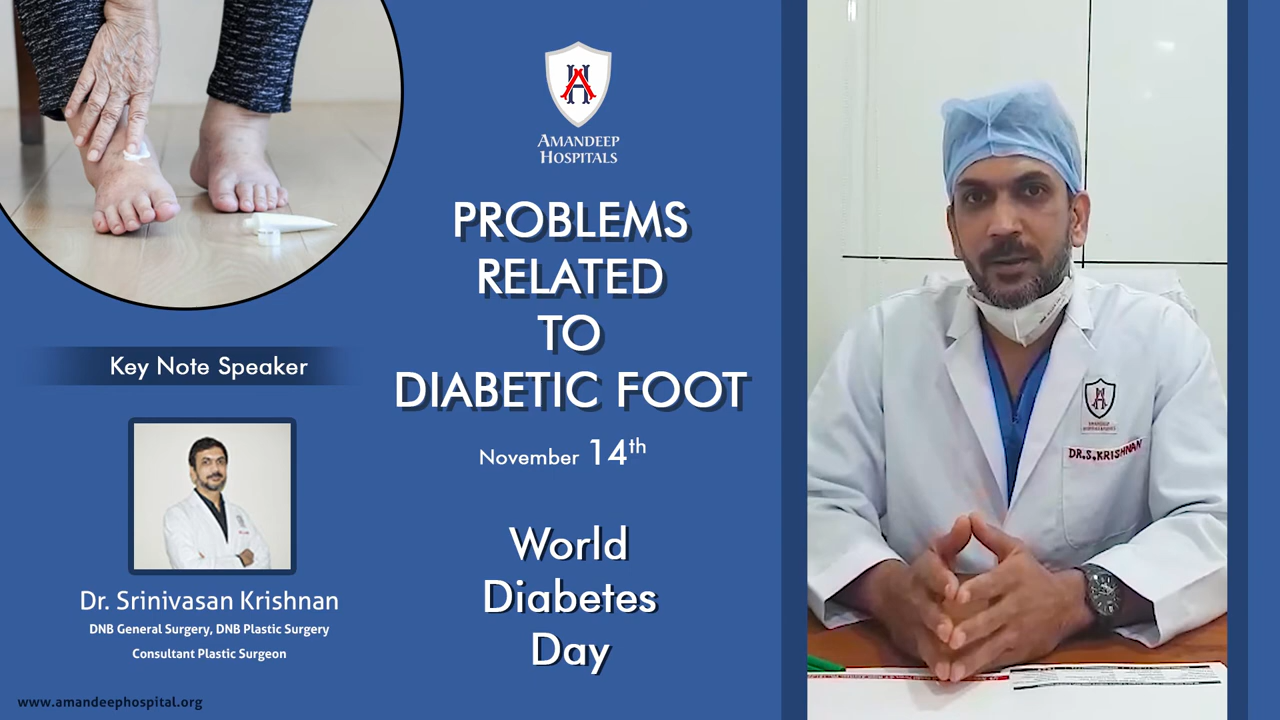 AMANDEEP
HOSPITALS
PROBLEMS
RELATED
TO
DIABETIC FOOT
November 14th
World
Diabetes
Day
Key Note Speaker
Dr. Srinivasan Krishnan
DNB General Surgery, DNB Plastic Surgery
Consultant Plastic Surgeon
www.amandeephospital.org
DR.S.KRISHNAN